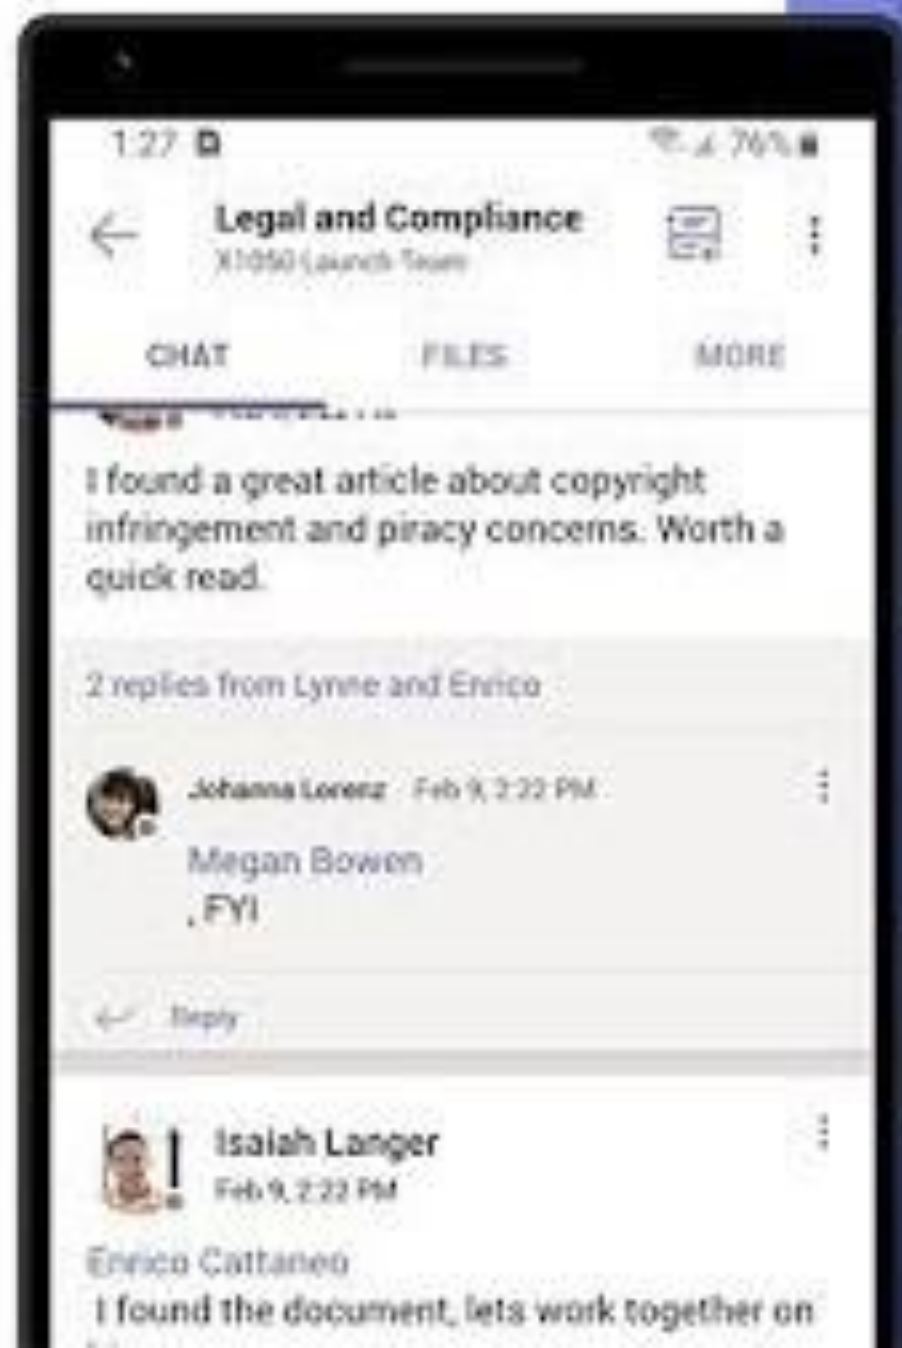 1:27 76%
Legal and Compliance
X1050 Launch Team
CHAT FILES MORE
I found a great article about copyright
infringement and piracy concerns. Worth a
quick read.
2 replies from Lynne and Enrico
Johanna Lorenz Feb 9, 2:22 PM
Megan Bowen
, FYI
Reply
Isaiah Langer
Feb 9, 2:22 PM
Enrico Cattaneo
I found the document, lets work together on